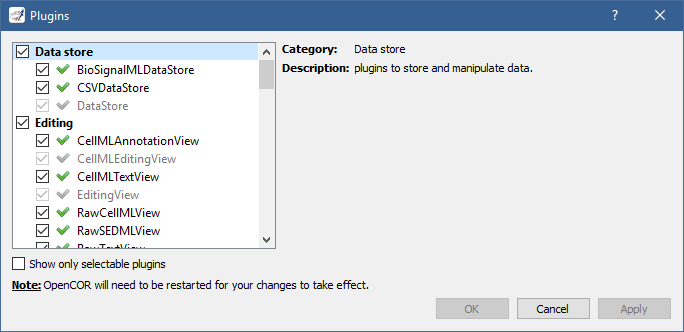 Plugins
Data store
BioSignalMLDataStore
CSVDataStore
DataStore
Editing
CellMLAnnotationView
CellMLEditingView
CellMLTextView
EditingView
RawCellMLView
RawSEDMLView
RawTextView
Category: Data store
Description: plugins to store and manipulate data.
Show only selectable plugins
Note: OpenCOR will need to be restarted for your changes to take effect.
OK Cancel Apply